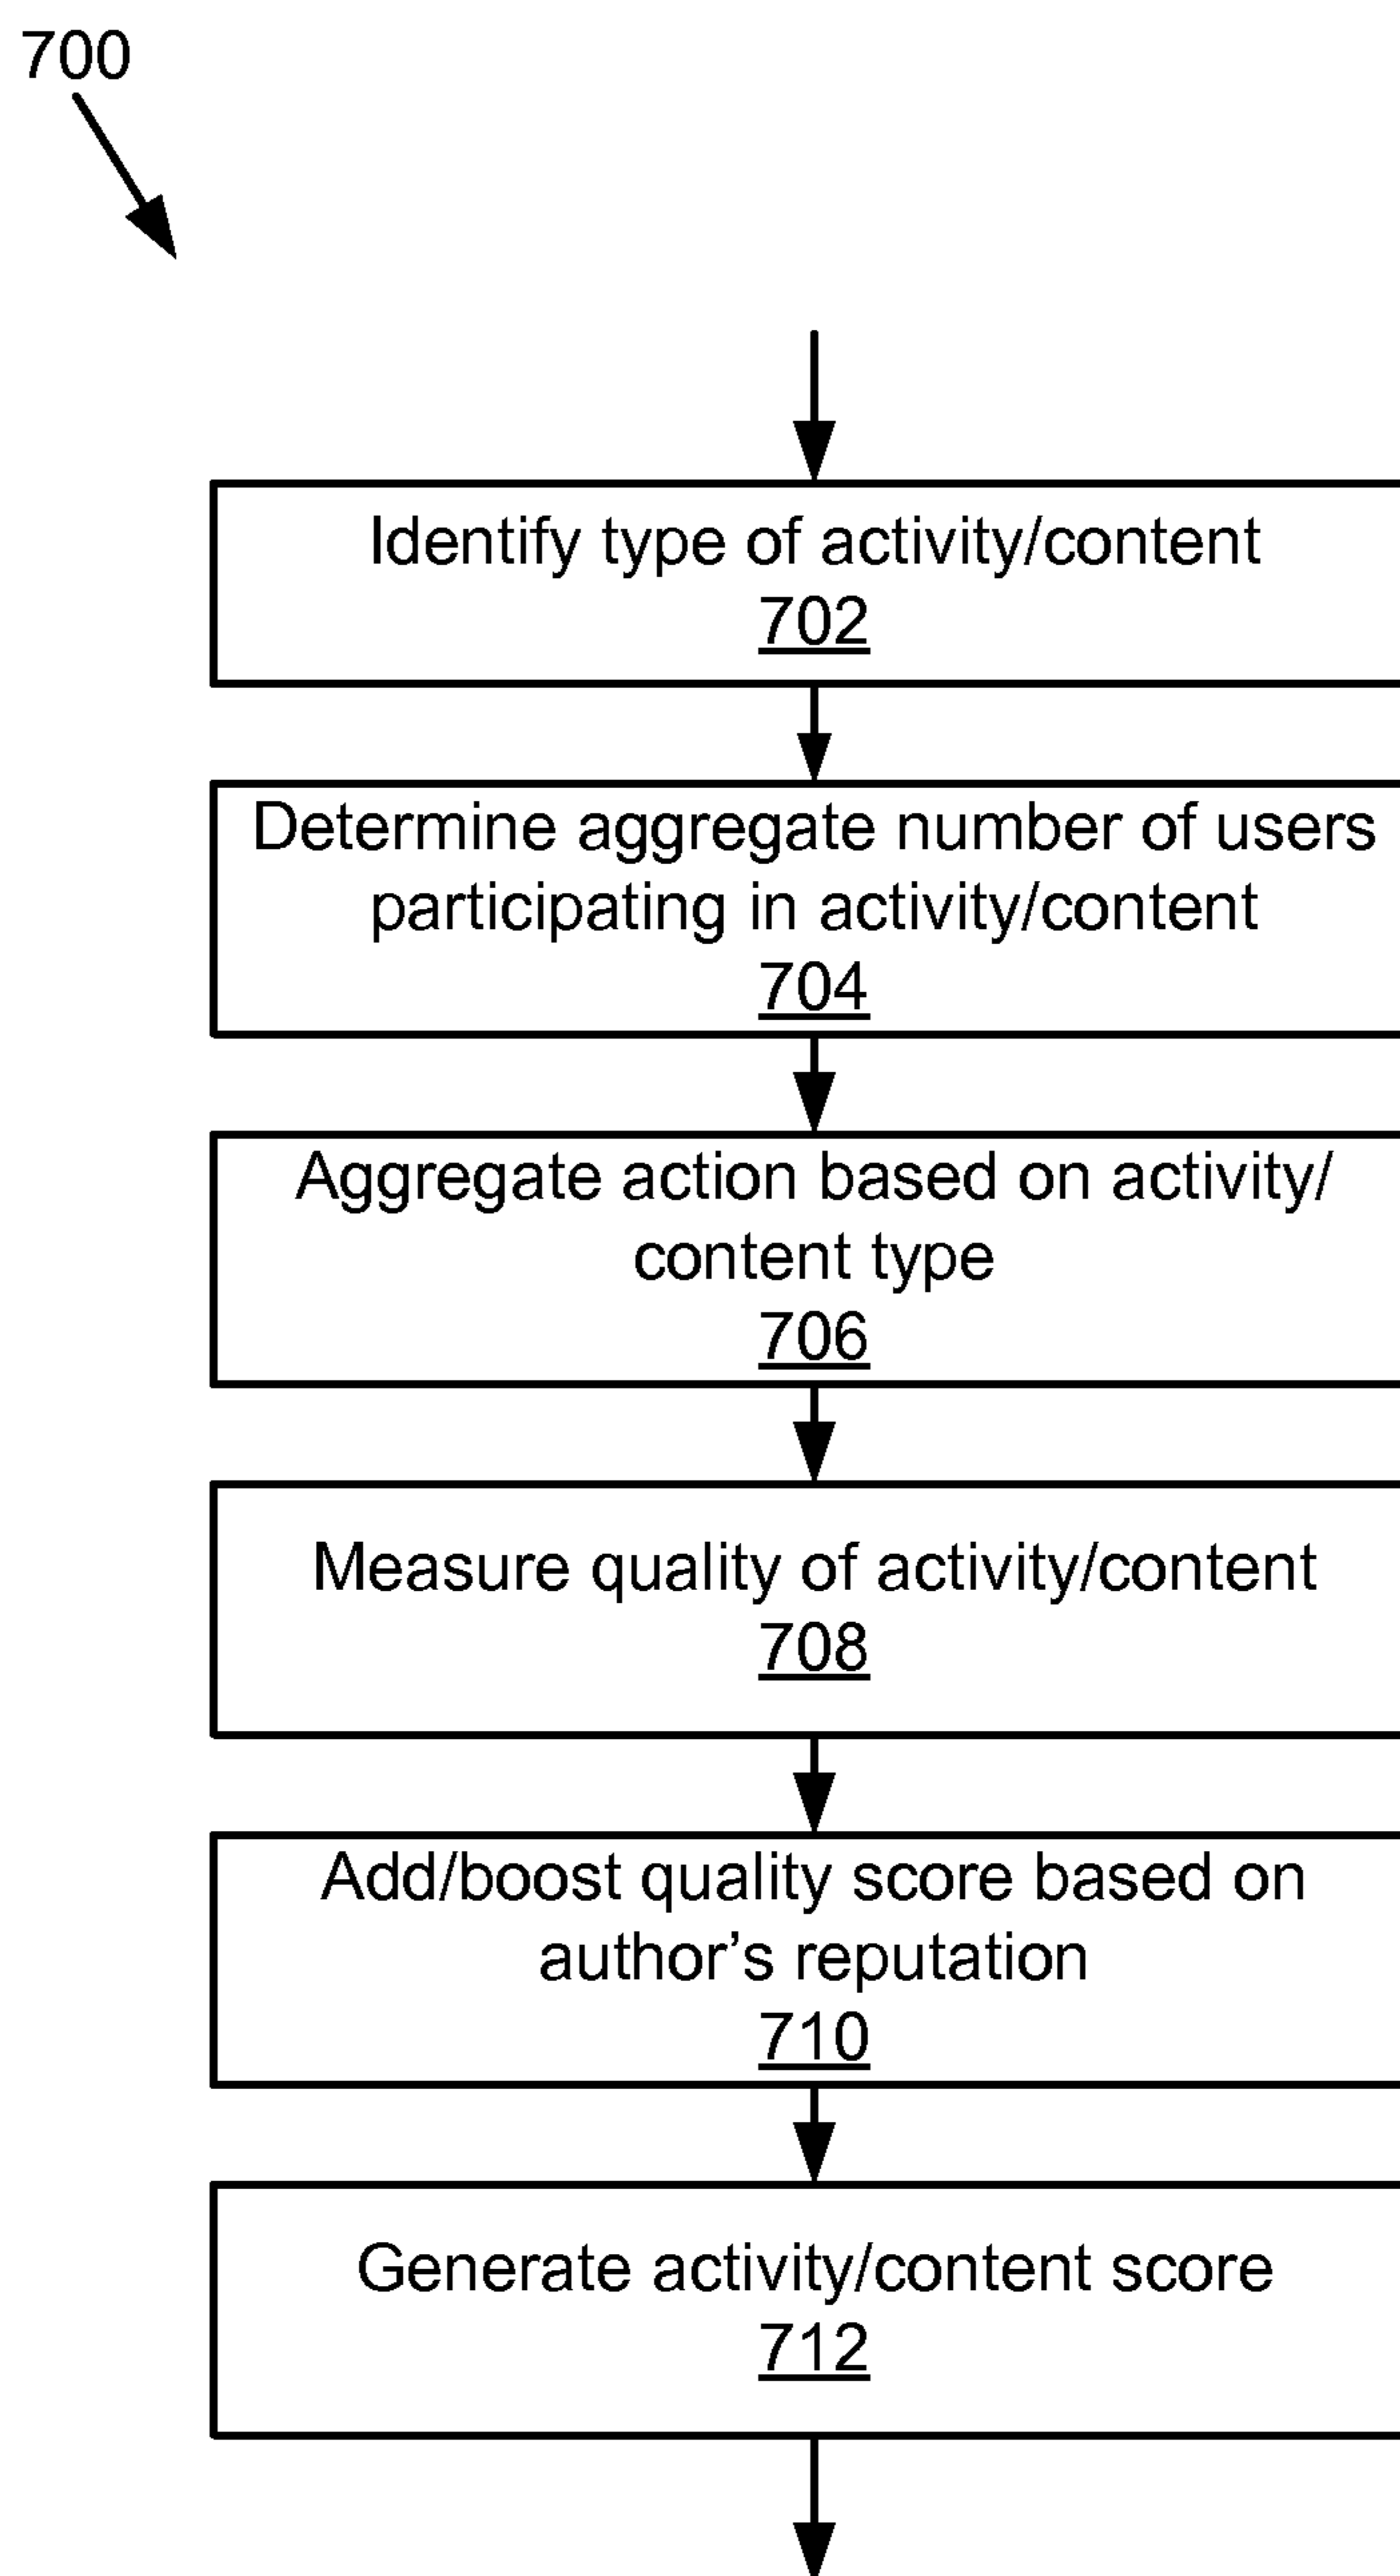 700
Identify type of activity/content
702
Determine aggregate number of users
participating in activity/content
704
Aggregate action based on activity/
content type
706
Measure quality of activity/content
708
Add/boost quality score based on
author’s reputation
710
Generate activity/content score
712